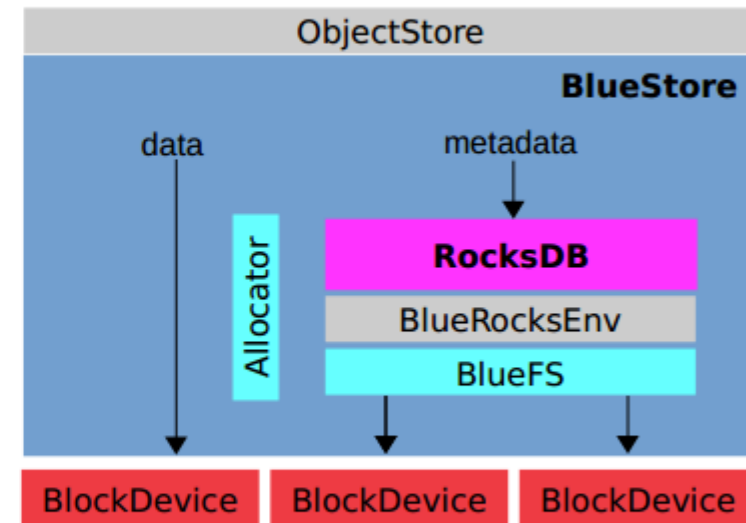 ObjectStore
BlueStore
data
metadata
Allocator
RocksDB
BlueRocksEnv
BlueFS
BlockDevice
BlockDevice
BlockDevice